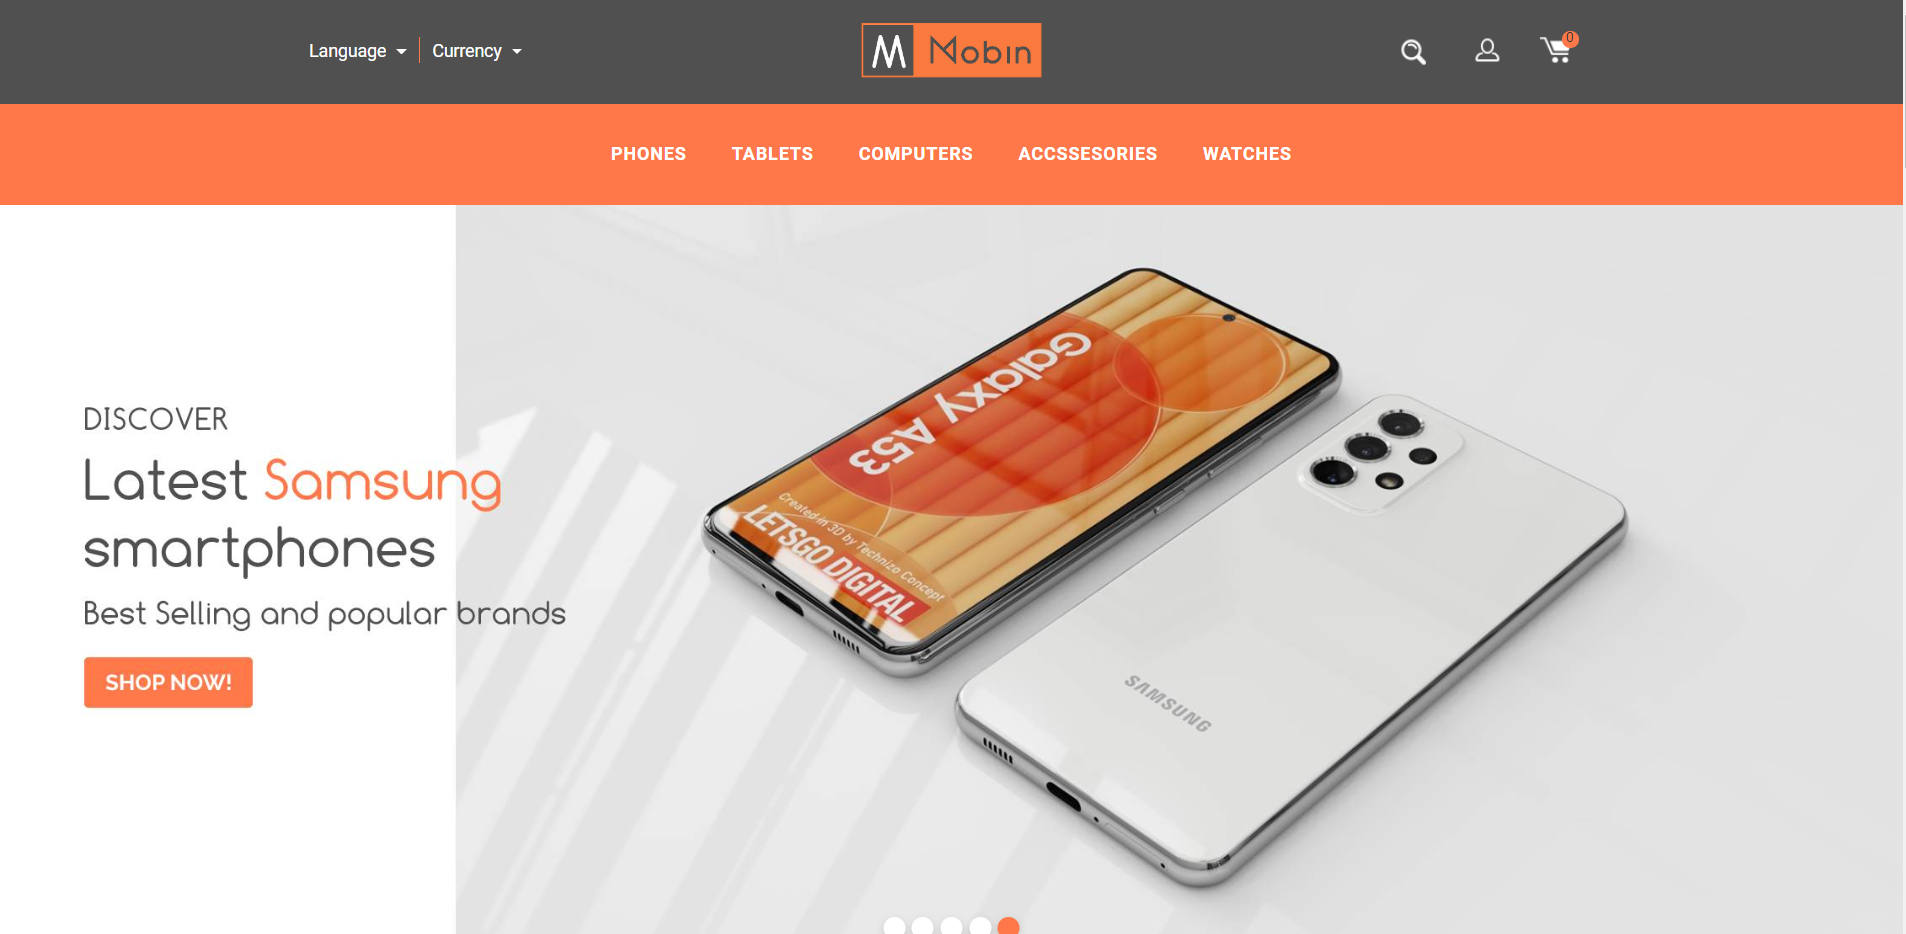 Language
Currency
M Mobin
0
PHONES
TABLETS
COMPUTERS
ACCSSESORIES
WATCHES
DISCOVER
Latest Samsung
smartphones
Best Selling and popular brands
SHOP NOW!
Galaxy A53
Created in 3D by Technizo Concept
LETSGO DIGITAL
SAMSUNG